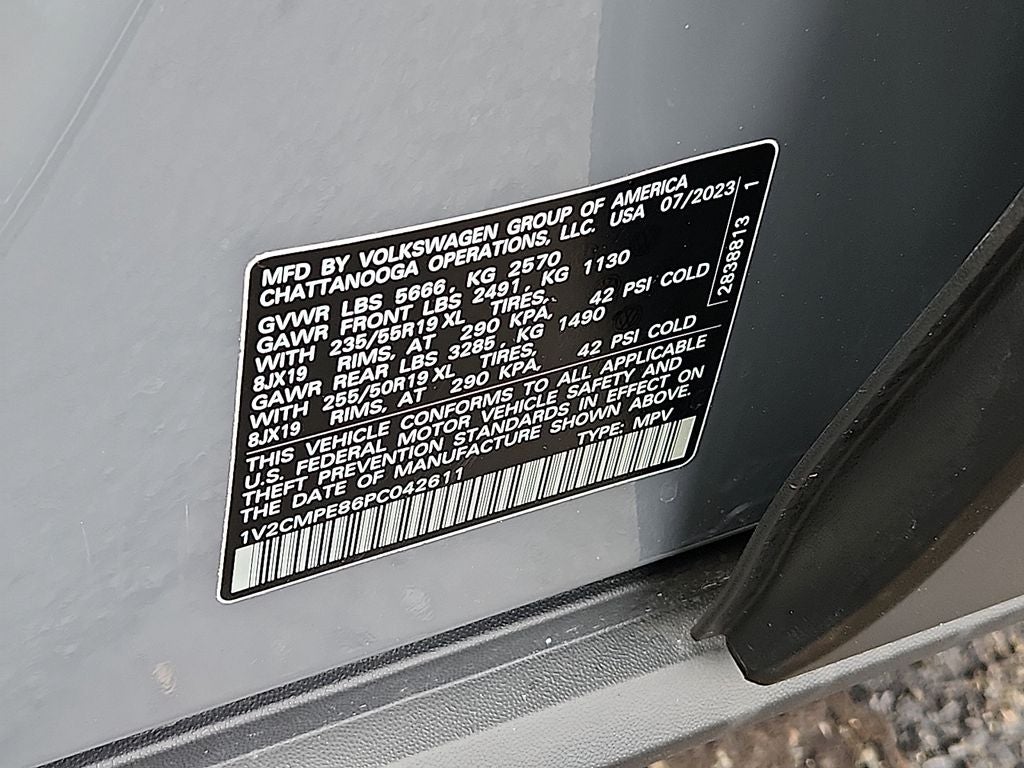 MFD BY VOLKSWAGEN GROUP OF AMERICA
CHATTANOOGA OPERATIONS, LLC. USA 07/2023
GVWR LBS 5666, KG 2570
GAWR FRONT LBS 2491, KG 1130
WITH 235/55R19 XL TIRES,
8JX19 RIMS, AT 290 KPA, 42 PSI COLD
GAWR REAR LBS 3285, KG 1490
WITH 255/50R19 XL TIRES,
8JX19 RIMS, AT 290 KPA, 42 PSI COLD
THIS VEHICLE CONFORMS TO ALL APPLICABLE
U.S. FEDERAL MOTOR VEHICLE SAFETY AND
THEFT PREVENTION STANDARDS IN EFFECT ON
THE DATE OF MANUFACTURE SHOWN ABOVE.
1V2CMPE86PC042611 TYPE: MPV
2838813 1